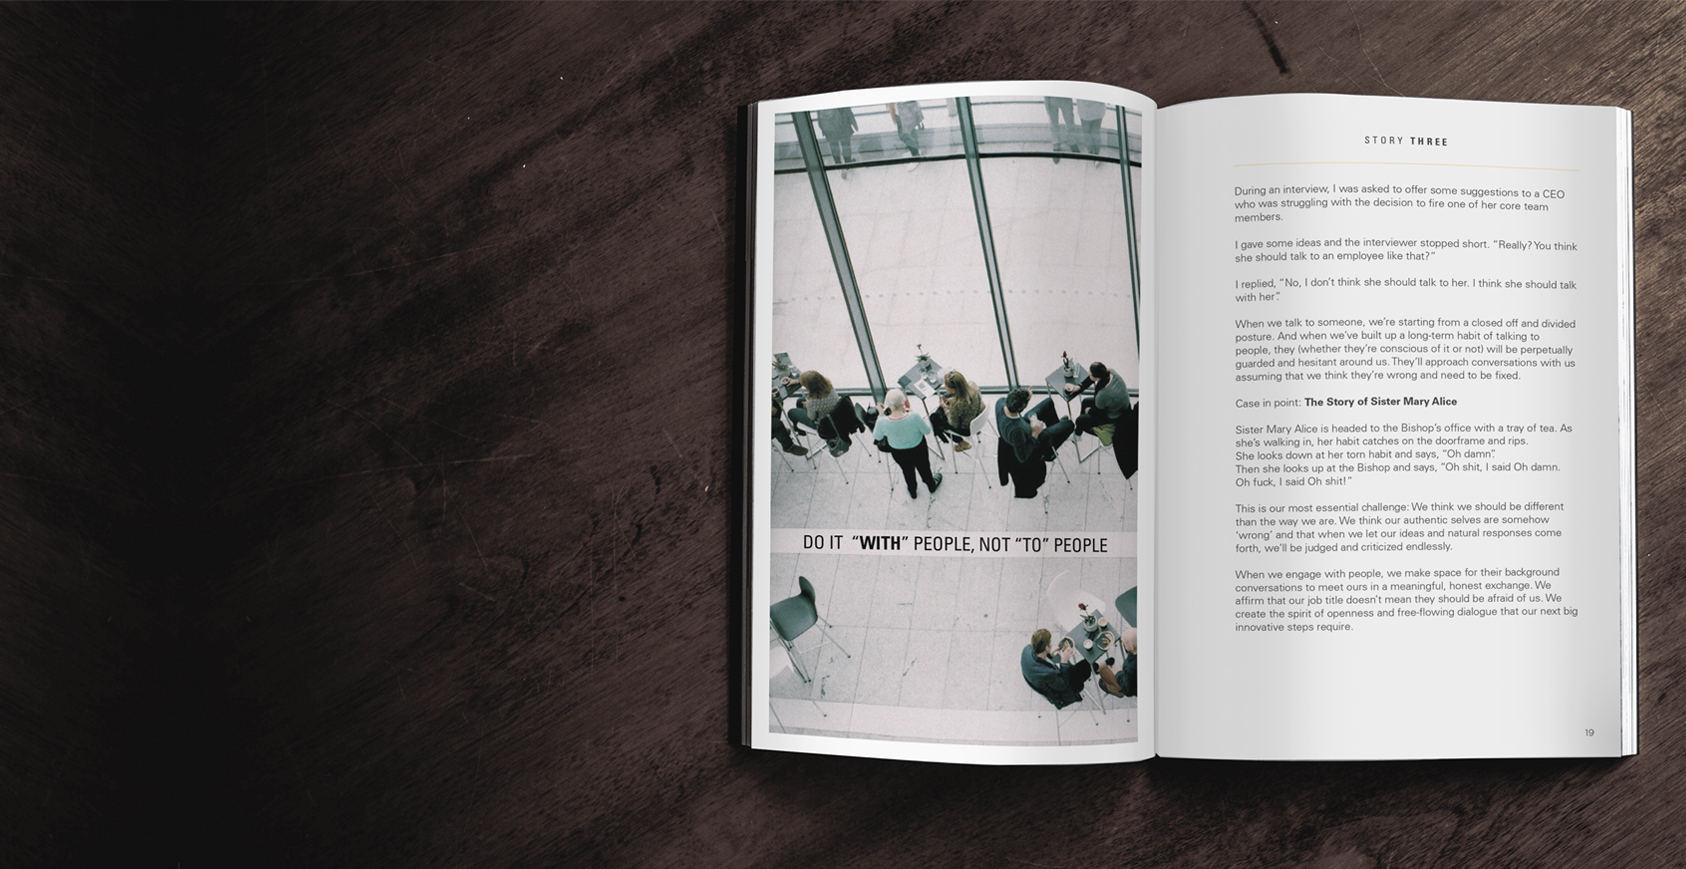 DO IT "WITH" PEOPLE, NOT "TO" PEOPLE
STORY THREE
During an interview, I was asked to offer some suggestions to a CEO
who was struggling with the decision to fire one of her core team
members.
I gave some ideas and the interviewer stopped short. "Really? You think
she should talk to an employee like that?"
I replied, "No, I don't think she should talk to her. I think she should talk
with her".
When we talk to someone, we're starting from a closed off and divided
posture. And when we've built up a long-term habit of talking to
people, they (whether they're conscious of it or not) will be perpetually
guarded and hesitant around us. They'll approach conversations with us
assuming that we think they're wrong and need to be fixed.
Case in point: The Story of Sister Mary Alice
Sister Mary Alice is headed to the Bishop's office with a tray of tea. As
she's walking in, her habit catches on the doorframe and rips.
She looks down at her torn habit and says, "Oh damn".
Then she looks up at the Bishop and says, "Oh shit, I said Oh damn.
Oh fuck, I said Oh shit!"
This is our most essential challenge: We think we should be different
than the way we are. We think our authentic selves are somehow
'wrong' and that when we let our ideas and natural responses come
forth, we'll be judged and criticized endlessly.
When we engage with people, we make space for their background
conversations to meet ours in a meaningful, honest exchange. We
affirm that our job title doesn't mean they should be afraid of us. We
create the spirit of openness and free-flowing dialogue that our next big
innovative steps require.
19